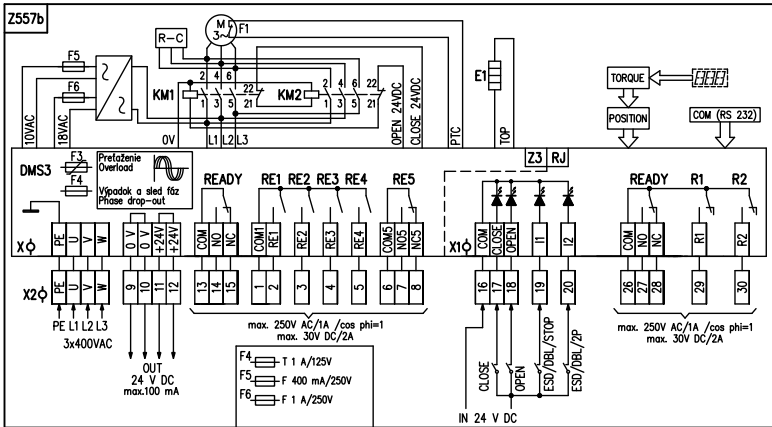 Z557b
R-C
M
3~
F1
F5
F6
2 4 6
22
KM1
1 3 5
21
2 4 6
22
KM2
1 3 5
21
10VAC
18VAC
0V
L1
L2
L3
OPEN 24VDC
CLOSE 24VDC
PTC
E1
TOP
TORQUE
POSITION
COM (RS 232)
DMS3
F3
F4
Preťaženie
Overload
Výpadok a sled fáz
Phase drop-out
Z3 RJ
READY
RE1 RE2 RE3 RE4
RE5
READY
R1
R2
X
PE U V W
0 V 0 V +24V +24V
COM NO NC
COM1 RE1 RE2 RE3 RE4
COM5 NO5 NC5
X1
COM CLOSE OPEN I1 I2
COM NO NC R1 R2
X2
PE U V W
9 10 11 12
13 14 15
1 2 3 4 5
6 7 8
16 17 18 19 20
26 27 28 29 30
PE L1 L2 L3
3x400VAC
OUT
24 V DC
max.100 mA
max. 250V AC/1A /cos phi=1
max. 30V DC/2A
F4 T 1 A/125V
F5 F 400 mA/250V
F6 F 1 A/250V
CLOSE
OPEN
ESD/DBL/STOP
ESD/DBL/2P
IN 24 V DC
max. 250V AC/1A /cos phi=1
max. 30V DC/2A